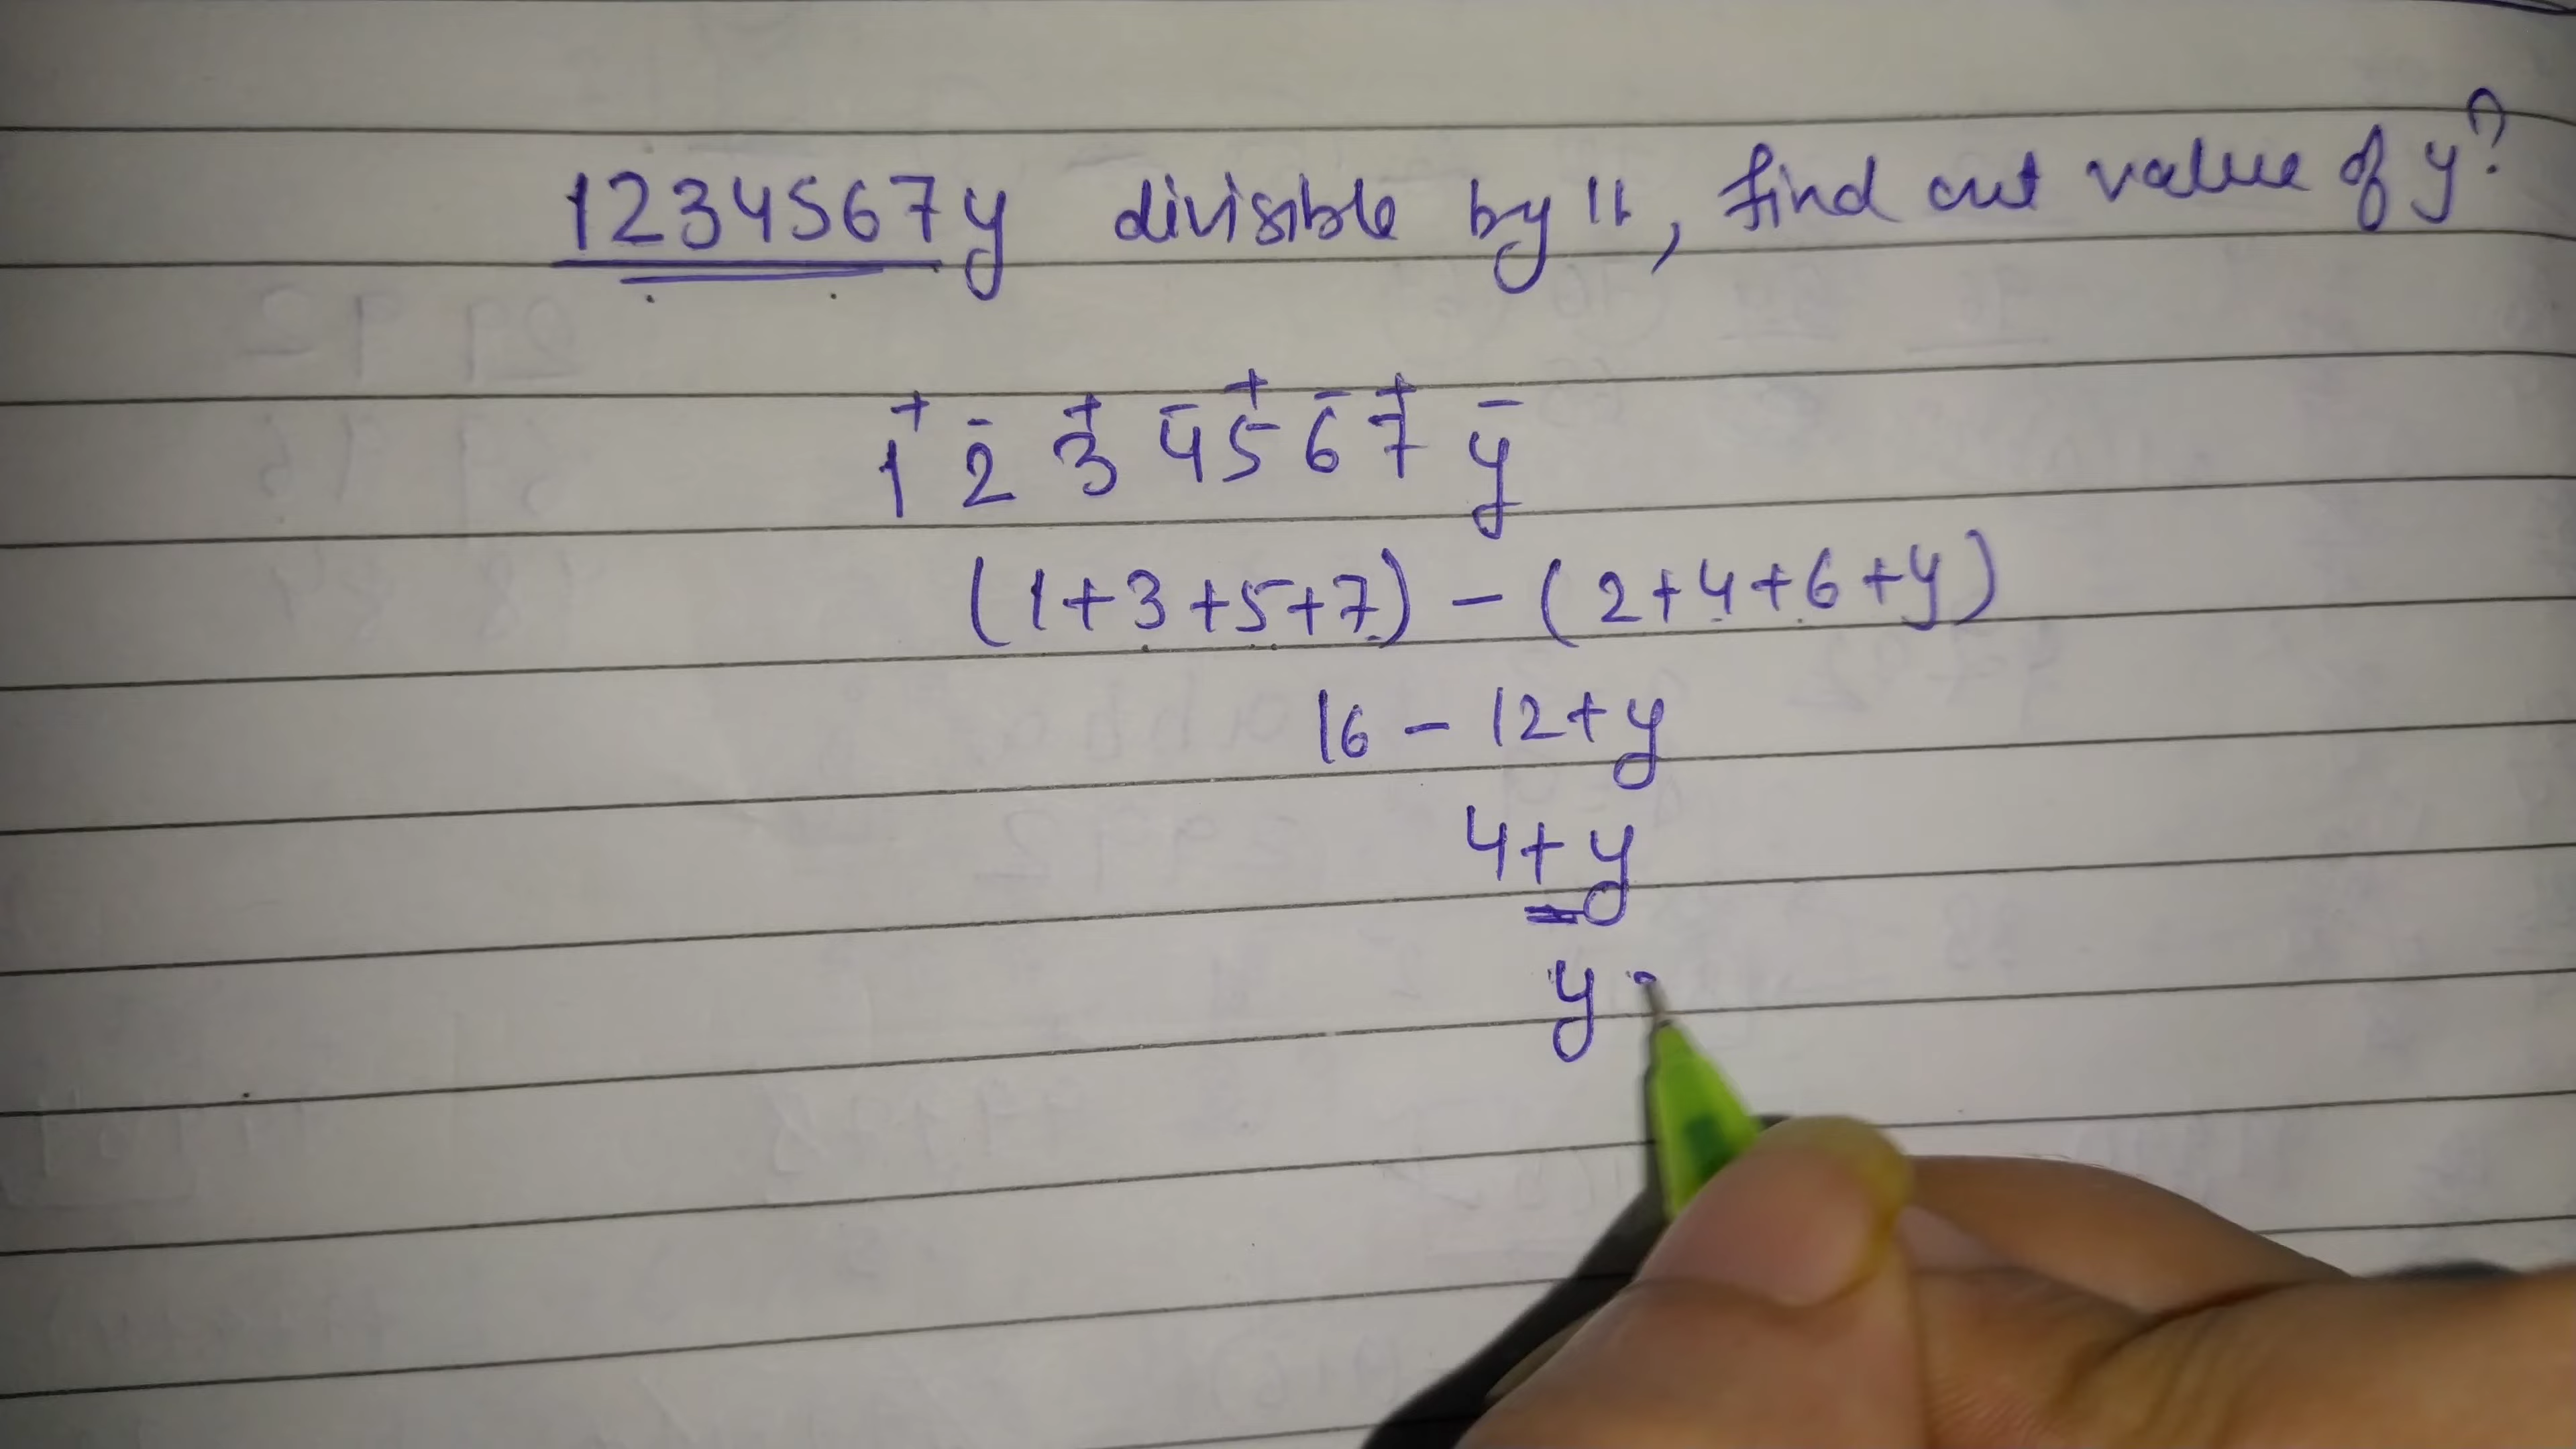 1234567y divisible by 11, find out value of y?
+ - + - + - + -
1 2 3 4 5 6 7 y
(1+3+5+7) - (2+4+6+y)
16 - 12+y
4+y
y